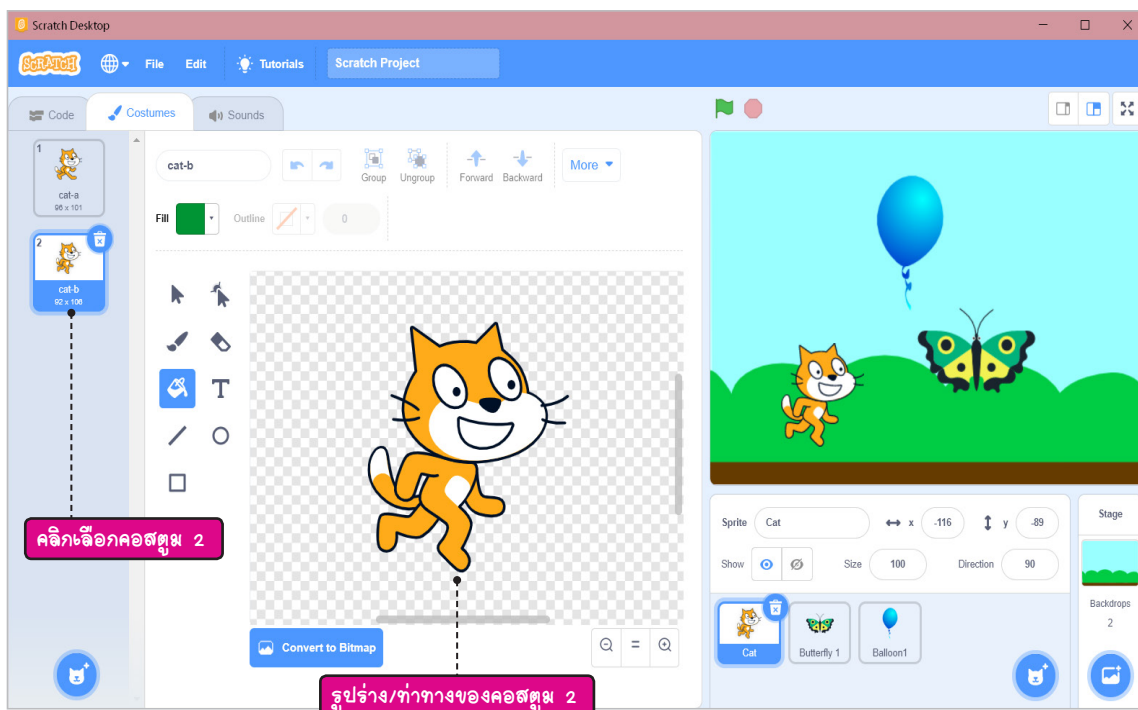 Scratch Desktop
SCRATCH File Edit Tutorials Scratch Project
Code Costumes Sounds
1
cat-a
96 x 101
2
cat-b
92 x 106
cat-b Group Ungroup Forward Backward More
Fill Outline 0
T
คลิกเลือกคอสตูม 2
Convert to Bitmap
รูปร่าง/ท่าทางของคอสตูม 2
Sprite Cat x -116 y -89
Show Size 100 Direction 90
Cat Butterfly 1 Balloon1
Stage
Backdrops
2